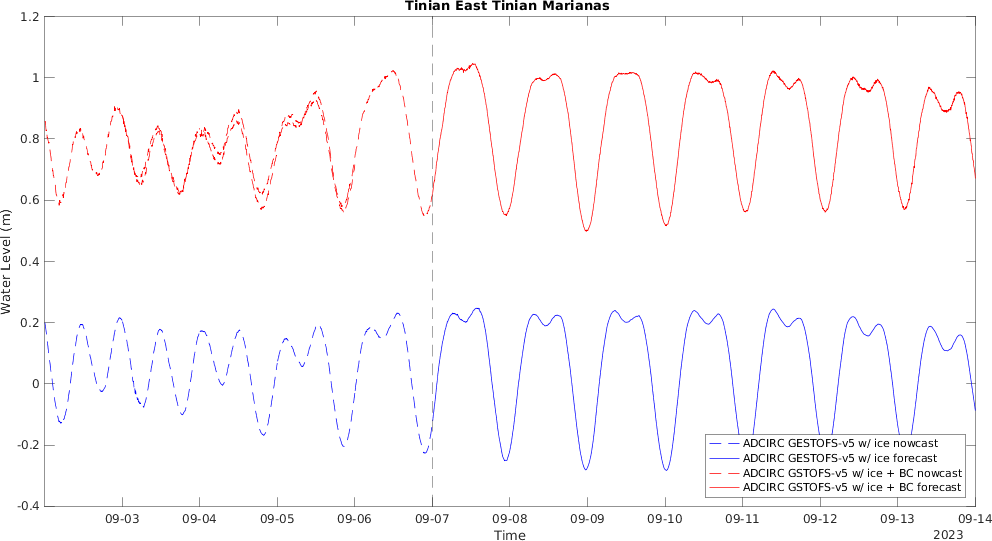 Tinian East Tinian Marianas
1.2
1
0.8
0.6
0.4
0.2
0
-0.2
-0.4
Water Level (m)
ADCIRC GESTOFS-v5 w/ ice nowcast
ADCIRC GESTOFS-v5 w/ ice forecast
ADCIRC GSTOFS-v5 w/ ice + BC nowcast
ADCIRC GSTOFS-v5 w/ ice + BC forecast
09-03 09-04 09-05 09-06 09-07 09-08 09-09 09-10 09-11 09-12 09-13 09-14
Time
2023